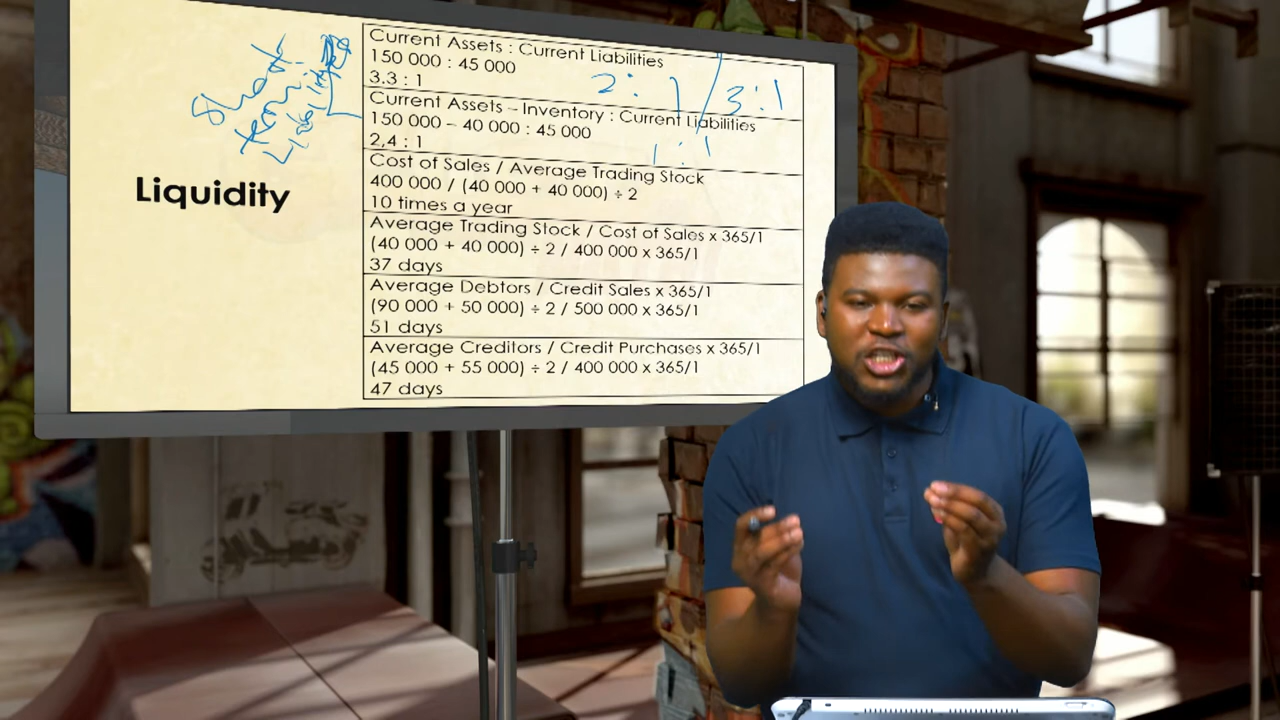 Short
term
Liabilities
Liquidity
Current Assets : Current Liabilities
150 000 : 45 000
3.3 : 1
2 : 1 / 3 : 1
Current Assets – Inventory : Current Liabilities
150 000 – 40 000 : 45 000
2,4 : 1
1 : 1
Cost of Sales / Average Trading Stock
400 000 / (40 000 + 40 000) ÷ 2
10 times a year
Average Trading Stock / Cost of Sales x 365/1
(40 000 + 40 000) ÷ 2 / 400 000 x 365/1
37 days
Average Debtors / Credit Sales x 365/1
(90 000 + 50 000) ÷ 2 / 500 000 x 365/1
51 days
Average Creditors / Credit Purchases x 365/1
(45 000 + 55 000) ÷ 2 / 400 000 x 365/1
47 days